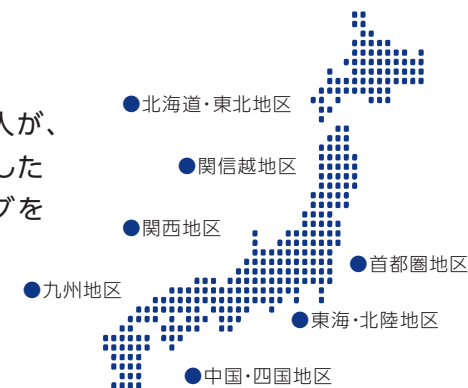 人が、
した
グを
●北海道･東北地区
●関信越地区
●関西地区
●首都圏地区
●九州地区
●東海･北陸地区
●中国･四国地区